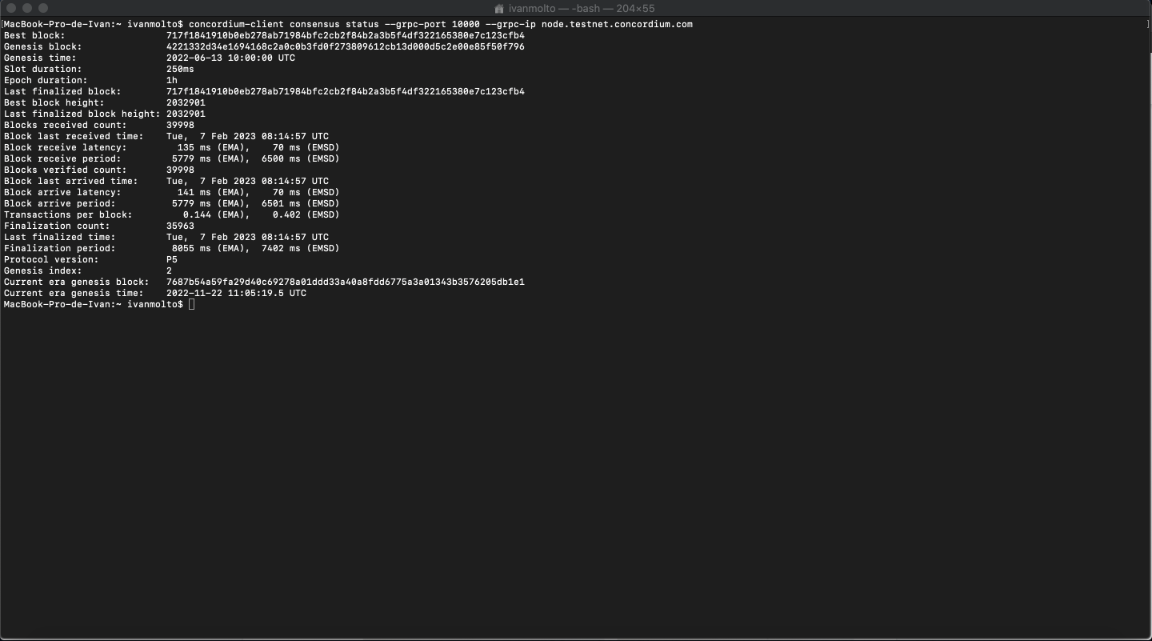 ivanmolto — -bash — 204×55
MacBook-Pro-de-Ivan:~ ivanmolto$ concordium-client consensus status --grpc-port 10000 --grpc-ip node.testnet.concordium.com
Best block: 717f1841910b0eb278ab71984bfc2cb2f84b2a3b5f4df322165380e7c123cfb4
Genesis block: 4221332d34e1694168c2a0c0b3fd0f273809612cb13d000d5c2e00e85f50f796
Genesis time: 2022-06-13 10:00:00 UTC
Slot duration: 250ms
Epoch duration: 1h
Last finalized block: 717f1841910b0eb278ab71984bfc2cb2f84b2a3b5f4df322165380e7c123cfb4
Best block height: 2032901
Last finalized block height: 2032901
Blocks received count: 39998
Block last received time: Tue,  7 Feb 2023 08:14:57 UTC
Block receive latency: 135 ms (EMA),    70 ms (EMSD)
Block receive period: 5779 ms (EMA),  6500 ms (EMSD)
Blocks verified count: 39998
Block last arrived time: Tue,  7 Feb 2023 08:14:57 UTC
Block arrive latency: 141 ms (EMA),    70 ms (EMSD)
Block arrive period: 5779 ms (EMA),  6501 ms (EMSD)
Transactions per block: 0.144 (EMA),    0.402 (EMSD)
Finalization count: 35963
Last finalized time: Tue,  7 Feb 2023 08:14:57 UTC
Finalization period: 8055 ms (EMA),  7402 ms (EMSD)
Protocol version: P5
Genesis index: 2
Current era genesis block: 7687b54a59fa29d40c69278a01ddd33a40a8fdd6775a3a01343b3576205db1e1
Current era genesis time: 2022-11-22 11:05:19.5 UTC
MacBook-Pro-de-Ivan:~ ivanmolto$